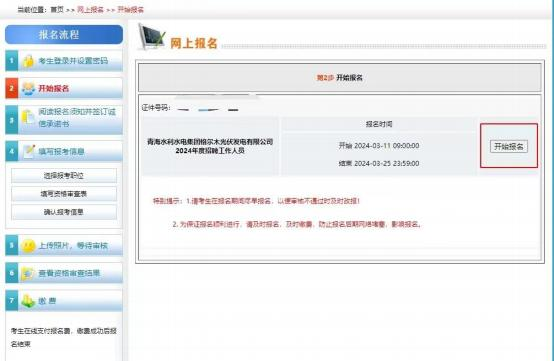 当前位置：首页 >> 网上报名 >> 开始报名
报名流程
1 考生登录并设置密码
2 开始报名
3 阅读报名须知并签订诚
信承诺书
4 填写报考信息
选择报考职位
填写资格审查表
确认报考信息
5 上传照片，等待审核
6 查看资格审查结果
7 缴 费
考生在线支付报名费，缴费成功后报
名结束
网上报名
第2步 开始报名
证件号码：
报名时间
青海水利水电集团格尔木光伏发电有限公司
2024年度招聘工作人员
开始 2024-03-11 09:00:00
结束 2024-03-25 23:59:00
开始报名
特别提示：1.请考生在报名期间尽早报名，以便审核不通过时及时改报！
2.为保证报名顺利进行，请及时报名，及时缴费，防止报名后期网络堵塞，影响报名。